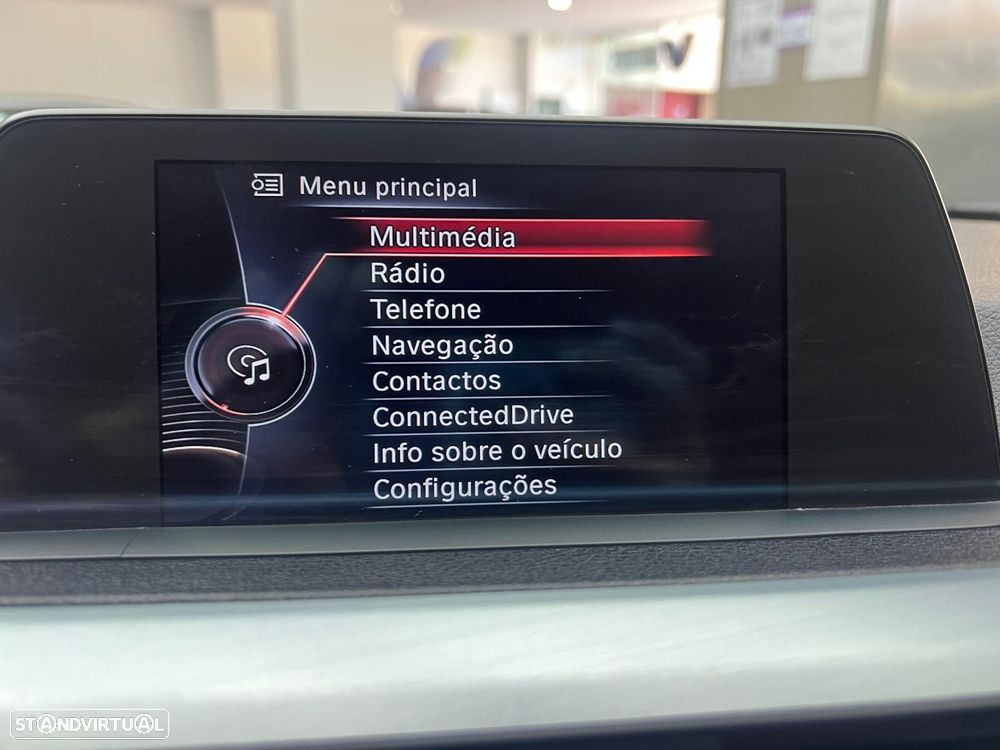 Menu principal
Multimédia
Rádio
Telefone
Navegação
Contactos
ConnectedDrive
Info sobre o veículo
Configurações
STANDVIRTUAL